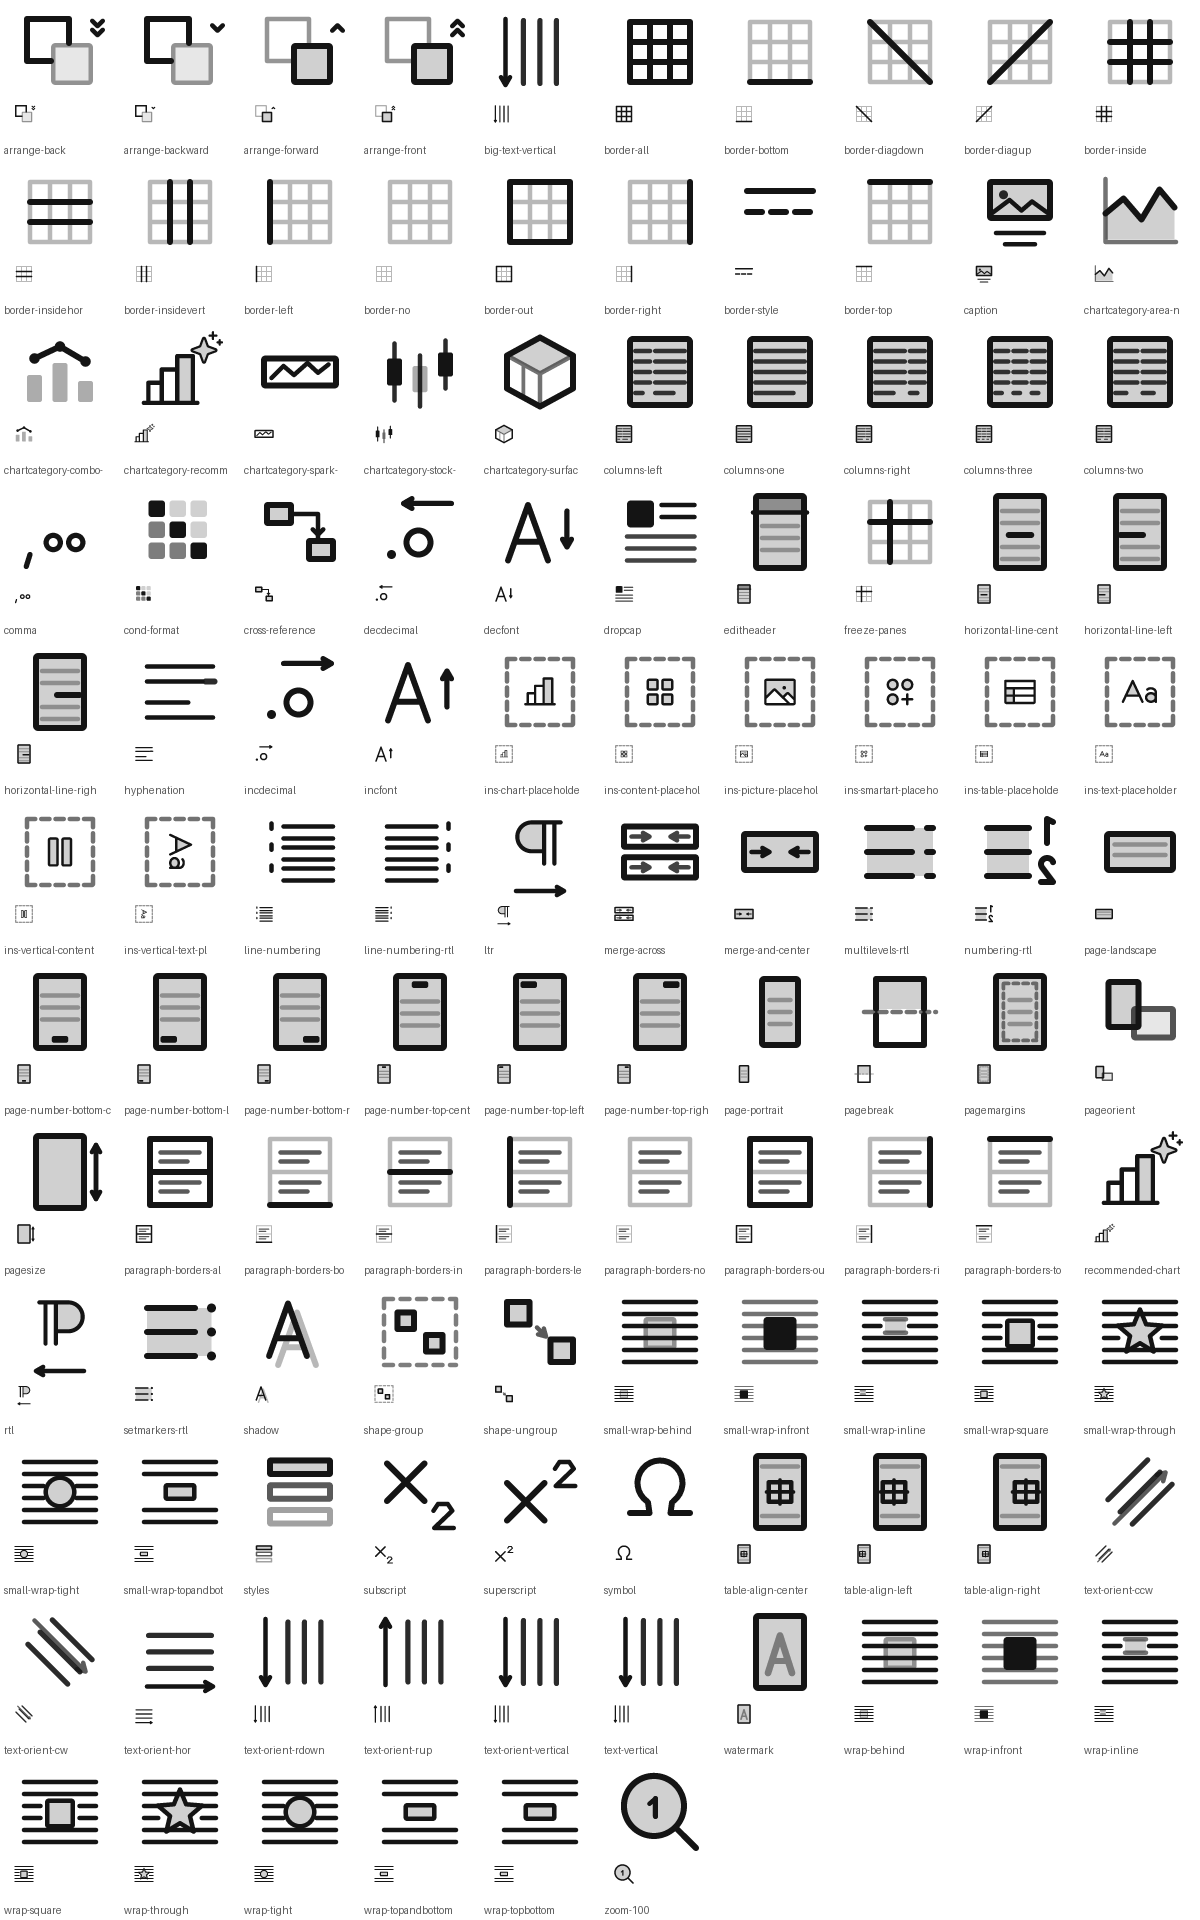 arrange-back arrange-backward arrange-forward arrange-front big-text-vertical border-all border-bottom border-diagdown border-diagup border-inside
border-insidehor border-insidevert border-left border-no border-out border-right border-style border-top caption chartcategory-area-n
chartcategory-combo- chartcategory-recomm chartcategory-spark- chartcategory-stock- chartcategory-surfac columns-left columns-one columns-right columns-three columns-two
A
comma cond-format cross-reference decdecimal decfont dropcap editheader freeze-panes horizontal-line-cent horizontal-line-left
A Aa
horizontal-line-righ hyphenation incdecimal incfont ins-chart-placeholde ins-content-placehol ins-picture-pla­cehol ins-smartart-placeho ins-table-placeholde ins-text-placeholder
Aa ¶ 1 2
ins-vertical-content ins-vertical-text-pl line-numbering line-numbering-rtl ltr merge-across merge-and-center multilevels-rtl numbering-rtl page-landscape
page-number-bottom-c page-number-bottom-l page-number-bottom-r page-number-top-cent page-number-top-left page-number-top-righ page-portrait pagebreak pagemargins pageorient
pagesize paragraph-borders-al paragraph-borders-bo paragraph-borders-in paragraph-borders-le paragraph-borders-no paragraph-borders-ou paragraph-borders-ri paragraph-borders-to recommended-chart
A
rtl setmarkers-rtl shadow shape-group shape-ungroup small-wrap-behind small-wrap-infront small-wrap-inline small-wrap-square small-wrap-through
×2 ×2 Ω
small-wrap-tight small-wrap-topandbot styles subscript superscript symbol table-align-center table-align-left table-align-right text-orient-ccw
A
text-orient-cw text-orient-hor text-orient-rdown text-orient-rup text-orient-vertical text-vertical watermark wrap-behind wrap-infront wrap-inline
1
wrap-square wrap-through wrap-tight wrap-topandbottom wrap-topbottom zoom-100